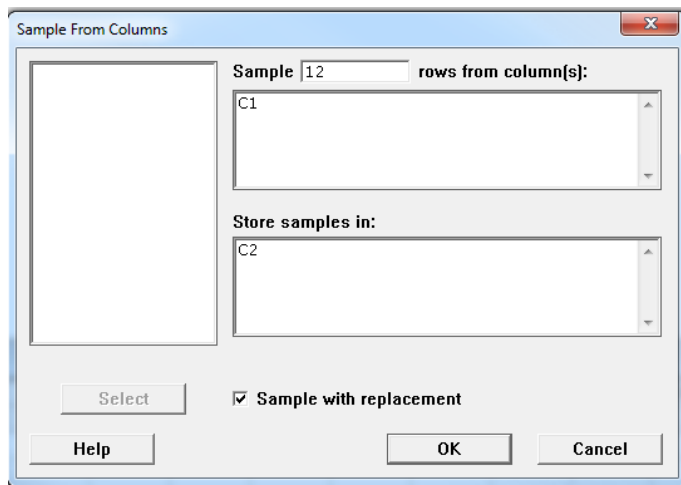 Sample From Columns
Sample 12 rows from column(s):
C1
Store samples in:
C2
Select
Sample with replacement
Help
OK
Cancel